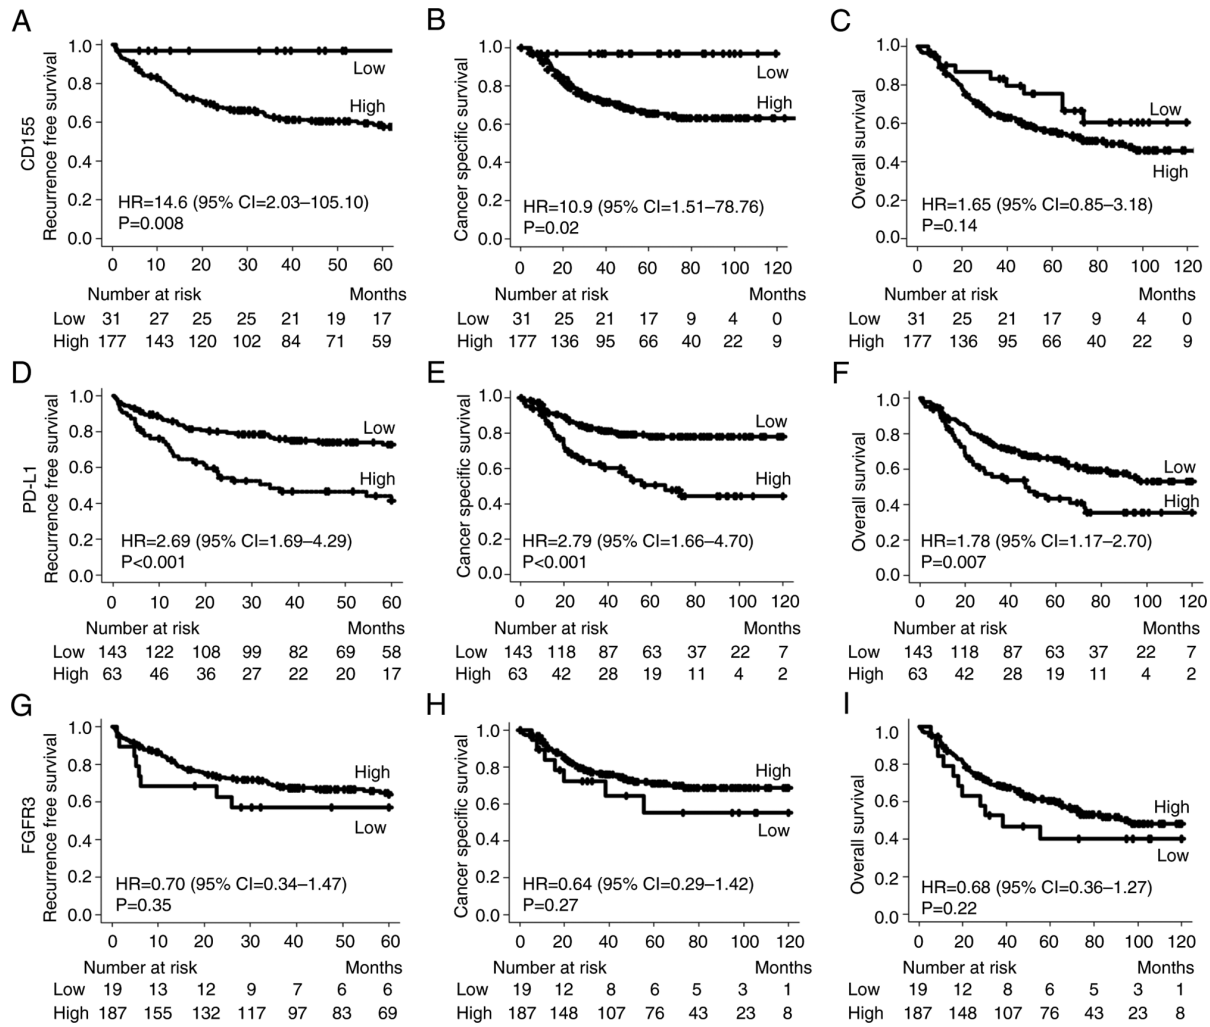 A
CD155
Recurrence free survival
1.0
0.8
0.6
0.4
0.2
0.0
Low
High
HR=14.6 (95% CI=2.03–105.10)
P=0.008
0 10 20 30 40 50 60
Number at risk Months
Low 31 27 25 25 21 19 17
High 177 143 120 102 84 71 59
B
Cancer specific survival
1.0
0.8
0.6
0.4
0.2
0.0
Low
High
HR=10.9 (95% CI=1.51–78.76)
P=0.02
0 20 40 60 80 100 120
Number at risk Months
Low 31 25 21 17 9 4 0
High 177 136 95 66 40 22 9
C
Overall survival
1.0
0.8
0.6
0.4
0.2
0.0
Low
High
HR=1.65 (95% CI=0.85–3.18)
P=0.14
0 20 40 60 80 100 120
Number at risk Months
Low 31 25 21 17 9 4 0
High 177 136 95 66 40 22 9
D
PD-L1
Recurrence free survival
1.0
0.8
0.6
0.4
0.2
0.0
Low
High
HR=2.69 (95% CI=1.69–4.29)
P<0.001
0 10 20 30 40 50 60
Number at risk Months
Low 143 122 108 99 82 69 58
High 63 46 36 27 22 20 17
E
Cancer specific survival
1.0
0.8
0.6
0.4
0.2
0.0
Low
High
HR=2.79 (95% CI=1.66–4.70)
P<0.001
0 20 40 60 80 100 120
Number at risk Months
Low 143 118 87 63 37 22 7
High 63 42 28 19 11 4 2
F
Overall survival
1.0
0.8
0.6
0.4
0.2
0.0
Low
High
HR=1.78 (95% CI=1.17–2.70)
P=0.007
0 20 40 60 80 100 120
Number at risk Months
Low 143 118 87 63 37 22 7
High 63 42 28 19 11 4 2
G
FGFR3
Recurrence free survival
1.0
0.8
0.6
0.4
0.2
0.0
High
Low
HR=0.70 (95% CI=0.34–1.47)
P=0.35
0 10 20 30 40 50 60
Number at risk Months
Low 19 13 12 9 7 6 6
High 187 155 132 117 97 83 69
H
Cancer specific survival
1.0
0.8
0.6
0.4
0.2
0.0
High
Low
HR=0.64 (95% CI=0.29–1.42)
P=0.27
0 20 40 60 80 100 120
Number at risk Months
Low 19 12 8 6 5 3 1
High 187 148 107 76 43 23 8
I
Overall survival
1.0
0.8
0.6
0.4
0.2
0.0
High
Low
HR=0.68 (95% CI=0.36–1.27)
P=0.22
0 20 40 60 80 100 120
Number at risk Months
Low 19 12 8 6 5 3 1
High 187 148 107 76 43 23 8